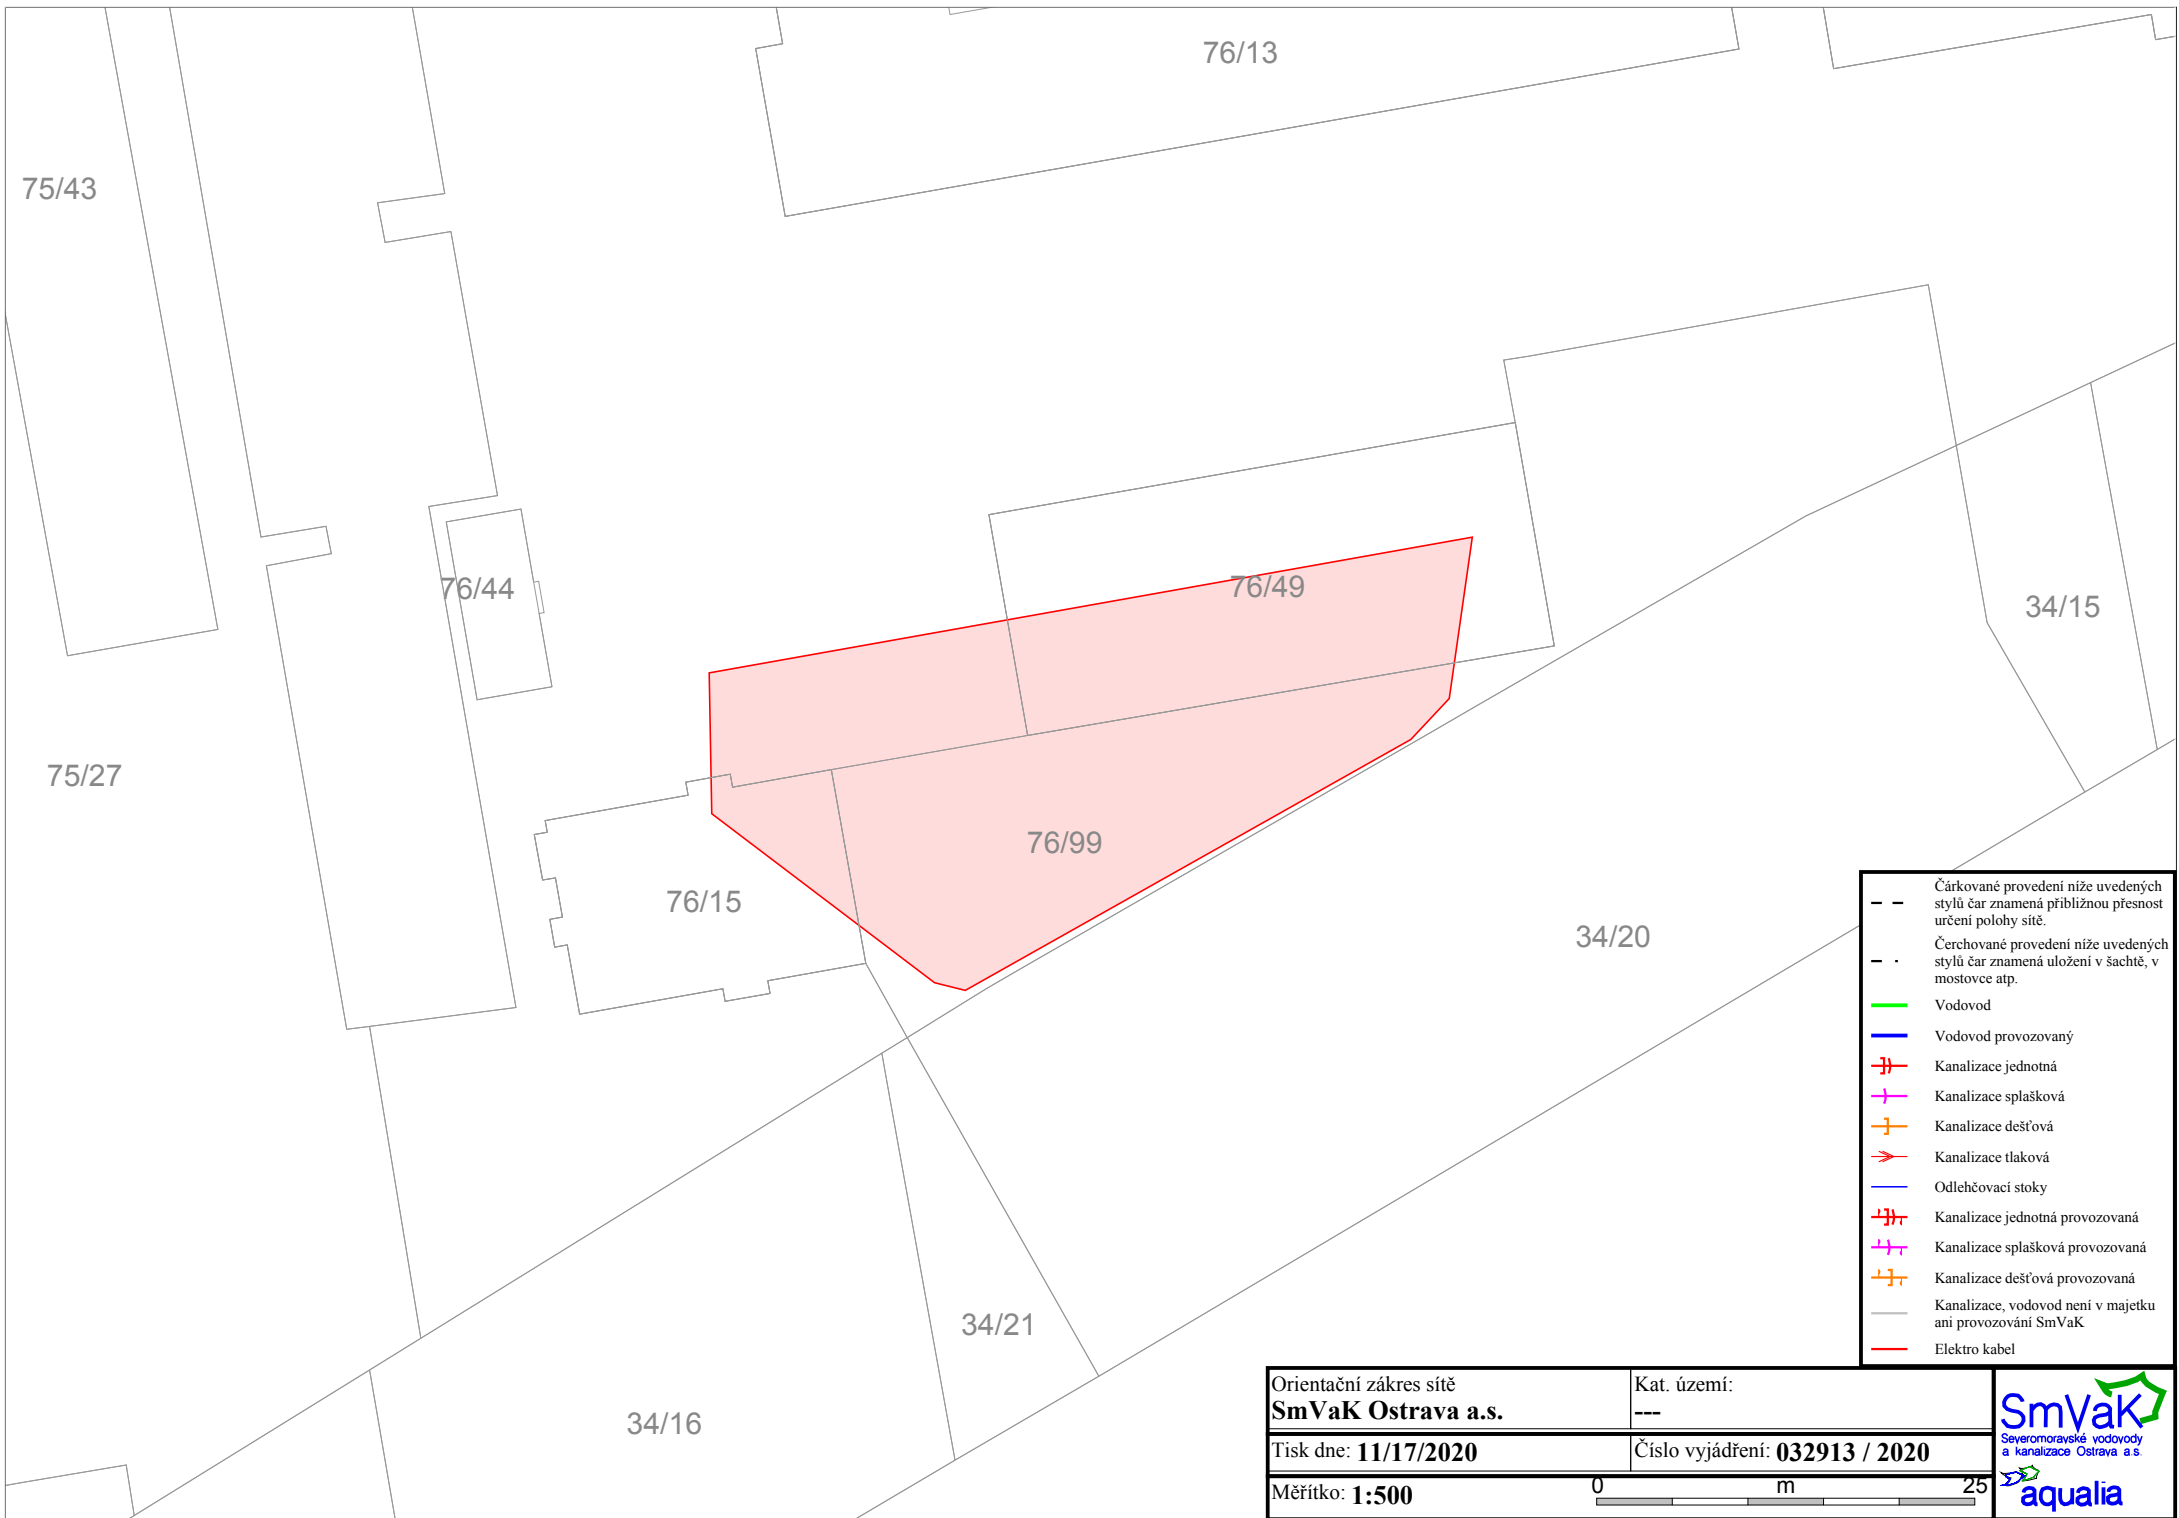 76/13
75/43
76/44
76/49
34/15
75/27
76/99
76/15
34/20
34/21
34/16
Čárkované provedení níže uvedených
stylů čar znamená přibližnou přesnost
určení polohy sítě.
Čerchované provedení níže uvedených
stylů čar znamená uložení v šachtě, v
mostovce atp.
Vodovod
Vodovod provozovaný
Kanalizace jednotná
Kanalizace splašková
Kanalizace dešťová
Kanalizace tlaková
Odlehčovací stoky
Kanalizace jednotná provozovaná
Kanalizace splašková provozovaná
Kanalizace dešťová provozovaná
Kanalizace, vodovod není v majetku
ani provozování SmVaK
Elektro kabel
Orientační zákres sítě
SmVaK Ostrava a.s.
Kat. území:
---
Tisk dne: 11/17/2020
Číslo vyjádření: 032913 / 2020
Měřítko: 1:500
0 m 25
SmVaK
Severomoravské vodovody
a kanalizace Ostrava a.s.
aqualia